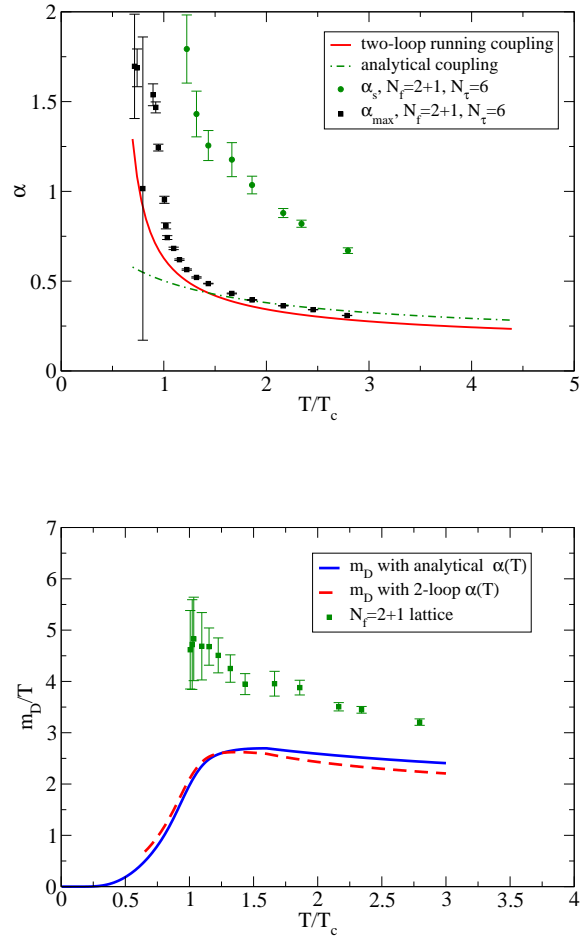 2
1.5
1
0.5
0
α
two-loop running coupling
analytical coupling
α_s, N_f=2+1, N_τ=6
α_max, N_f=2+1, N_τ=6
0 1 2 3 4 5
T/T_c
7
6
5
4
3
2
1
0
m_D/T
m_D with analytical α(T)
m_D with 2-loop α(T)
N_f=2+1 lattice
0 0.5 1 1.5 2 2.5 3 3.5 4
T/T_c